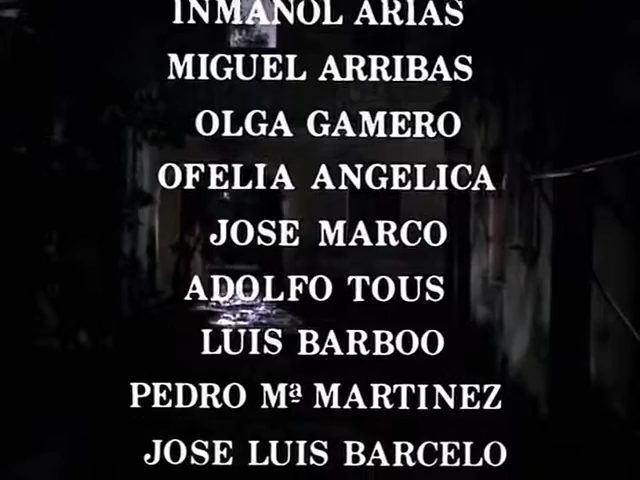 INMANOL ARIAS
MIGUEL ARRIBAS
OLGA GAMERO
OFELIA ANGELICA
JOSE MARCO
ADOLFO TOUS
LUIS BARBOO
PEDRO Mª MARTINEZ
JOSE LUIS BARCELO